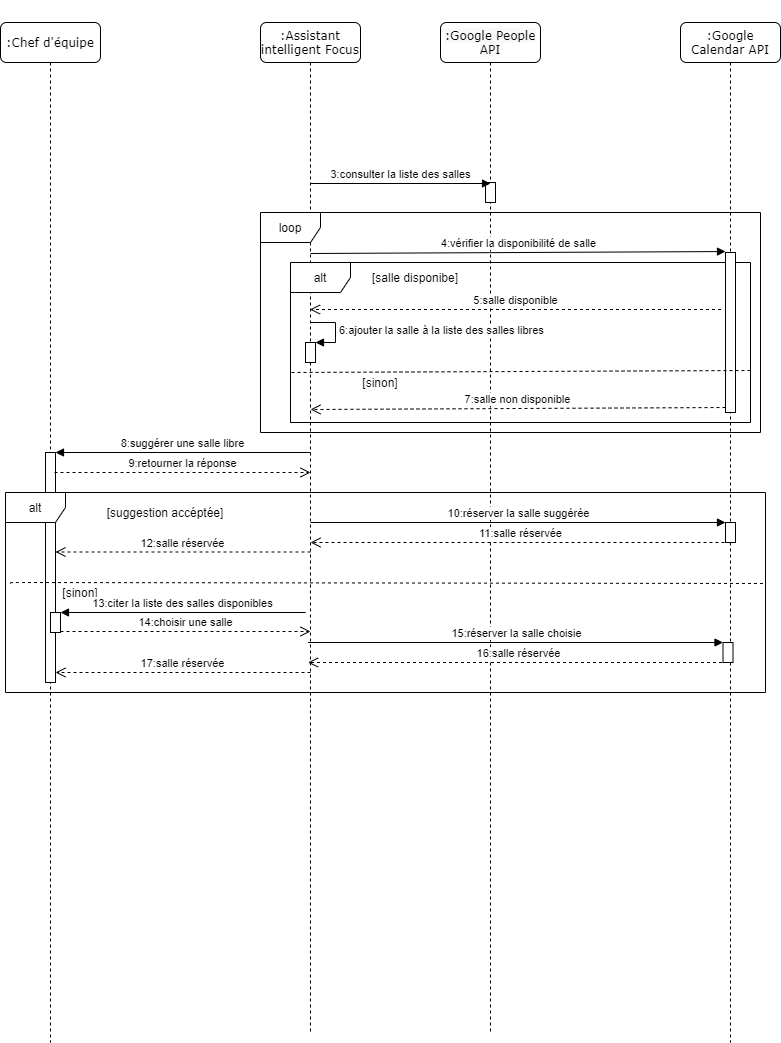 :Chef d'équipe
:Assistant
intelligent Focus
:Google People
API
:Google
Calendar API
3:consulter la liste des salles
loop
4:vérifier la disponibilité de salle
alt
[salle disponibe]
5:salle disponible
6:ajouter la salle à la liste des salles libres
[sinon]
7:salle non disponible
8:suggérer une salle libre
9:retourner la réponse
alt
[suggestion accéptée]
10:réserver la salle suggérée
11:salle réservée
12:salle réservée
[sinon]
13:citer la liste des salles disponibles
14:choisir une salle
15:réserver la salle choisie
16:salle réservée
17:salle réservée